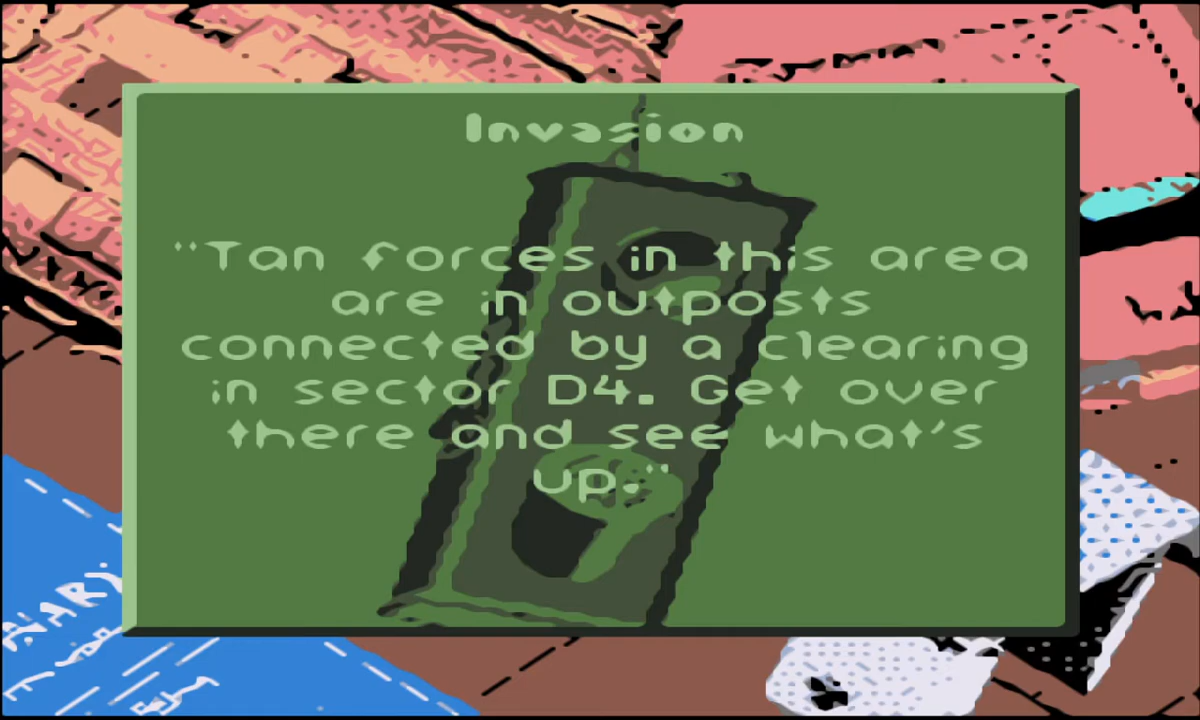 Invasion
"Tan forces in this area
are in outposts
connected by a clearing
in sector D4. Get over
there and see what's
up."